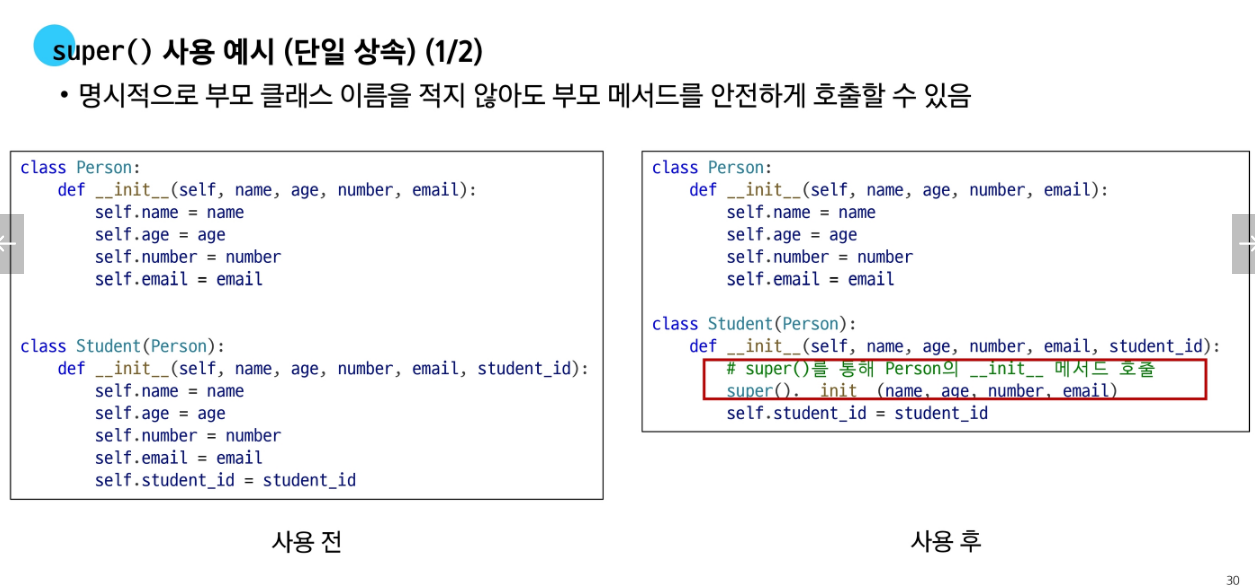 super() 사용 예시 (단일 상속) (1/2)
• 명시적으로 부모 클래스 이름을 적지 않아도 부모 메서드를 안전하게 호출할 수 있음
class Person:
    def __init__(self, name, age, number, email):
        self.name = name
        self.age = age
        self.number = number
        self.email = email
class Student(Person):
    def __init__(self, name, age, number, email, student_id):
        self.name = name
        self.age = age
        self.number = number
        self.email = email
        self.student_id = student_id
사용 전
class Person:
    def __init__(self, name, age, number, email):
        self.name = name
        self.age = age
        self.number = number
        self.email = email
class Student(Person):
    def __init__(self, name, age, number, email, student_id):
        # super()를 통해 Person의 __init__ 메서드 호출
        super().__init__(name, age, number, email)
        self.student_id = student_id
사용 후
30